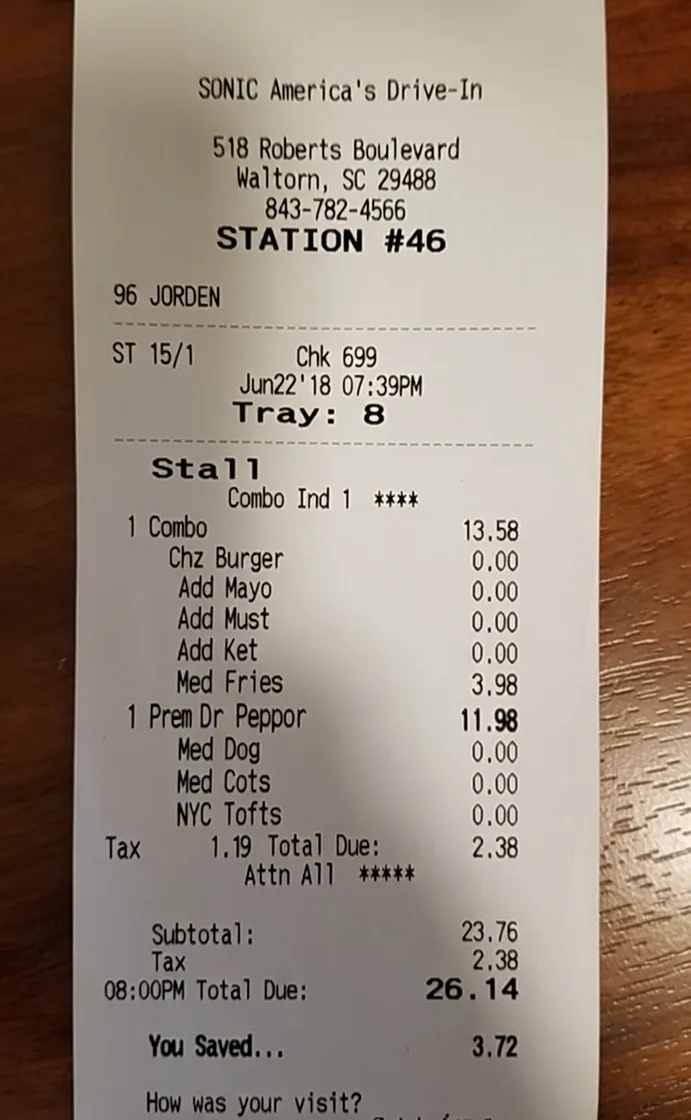 SONIC America's Drive-In
518 Roberts Boulevard
Waltorn, SC 29488
843-782-4566
STATION #46
96 JORDEN
ST 15/1 Chk 699
Jun22'18 07:39PM
Tray: 8
Stall
Combo Ind 1 ****
1 Combo 13.58
Chz Burger 0.00
Add Mayo 0.00
Add Must 0.00
Add Ket 0.00
Med Fries 3.98
1 Prem Dr Peppor 11.98
Med Dog 0.00
Med Cots 0.00
NYC Tofts 0.00
Tax 1.19 Total Due: 2.38
Attn All *****
Subtotal: 23.76
Tax 2.38
08:00PM Total Due: 26.14
You Saved... 3.72
How was your visit?